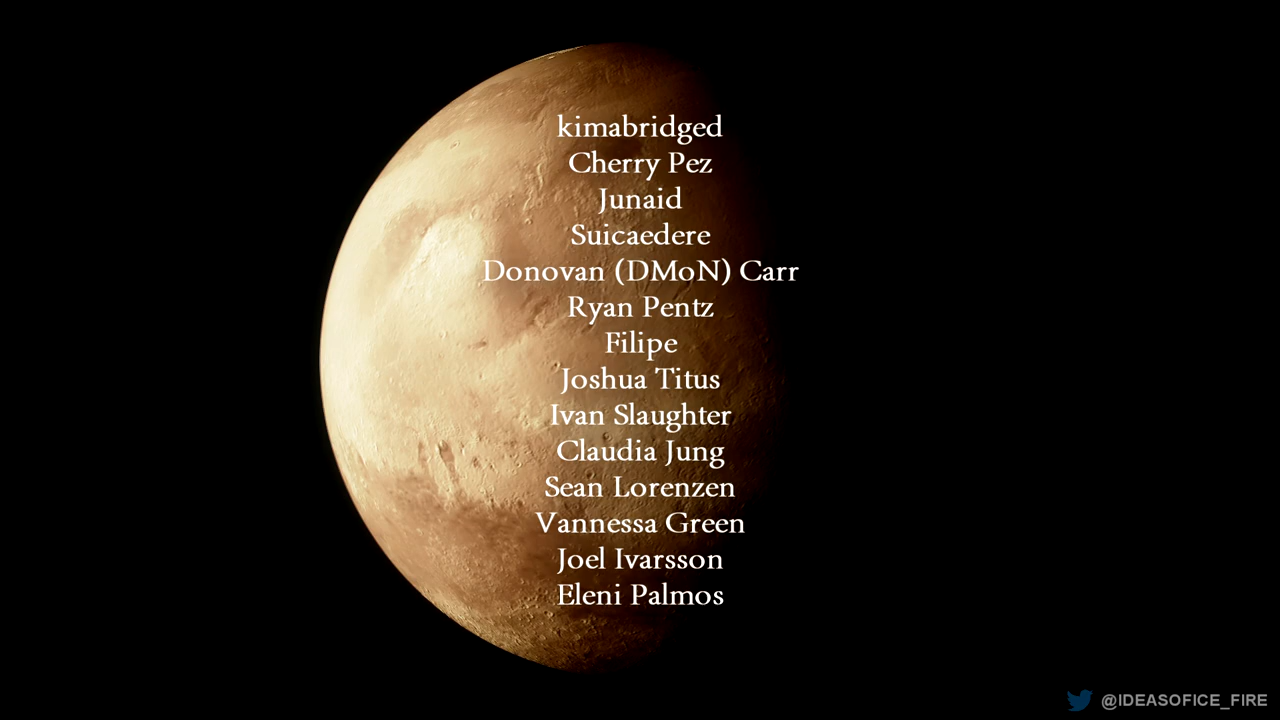 kimabridged
Cherry Pez
Junaid
Suicaedere
Donovan (DMoN) Carr
Ryan Pentz
Filipe
Joshua Titus
Ivan Slaughter
Claudia Jung
Sean Lorenzen
Vannessa Green
Joel Ivarsson
Eleni Palmos
@IDEASOFICE_FIRE